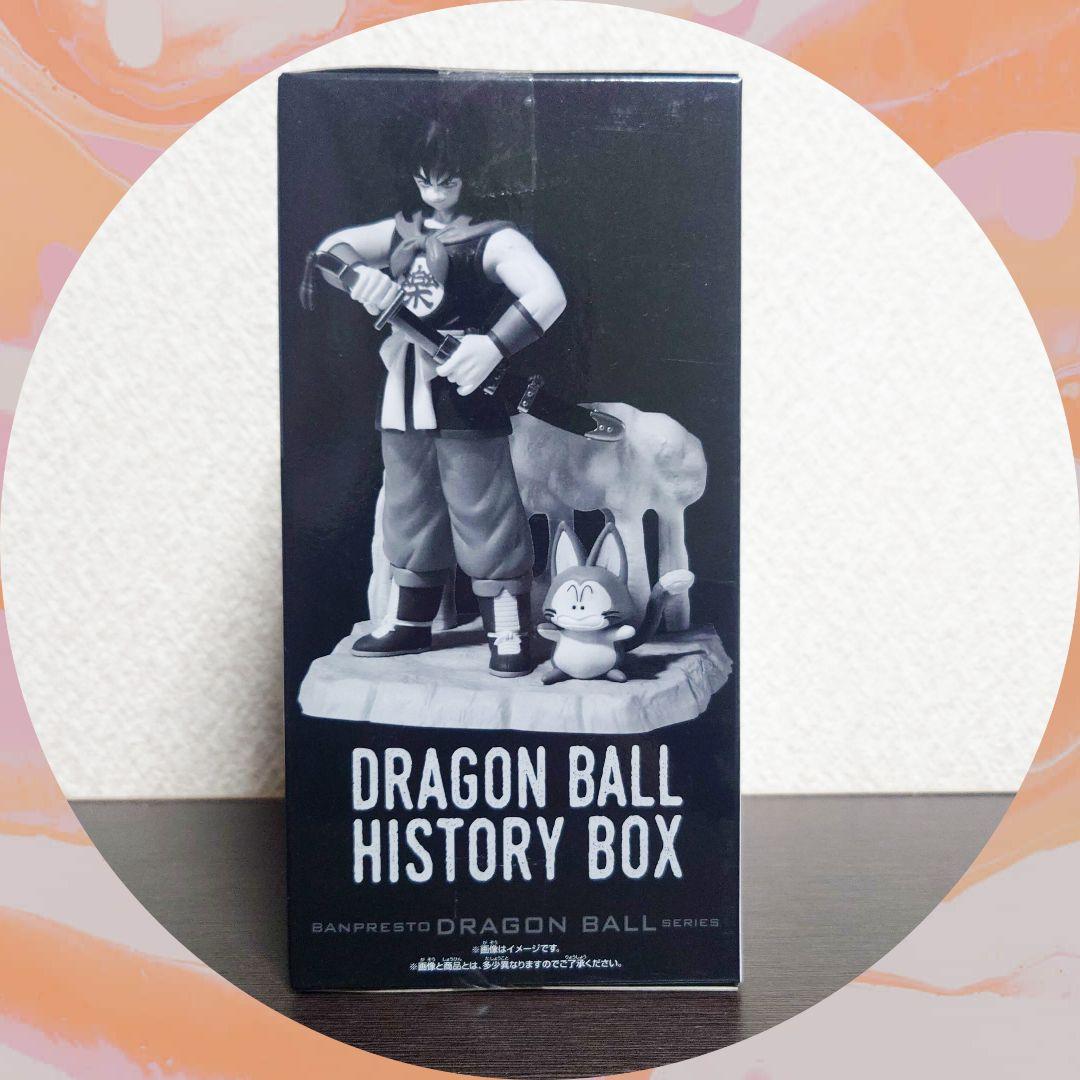 樂
DRAGON BALL
HISTORY BOX
BANPRESTO DRAGON BALL SERIES
※画像はイメージです。
※画像と商品とは、多少異なりますのでご了承ください。